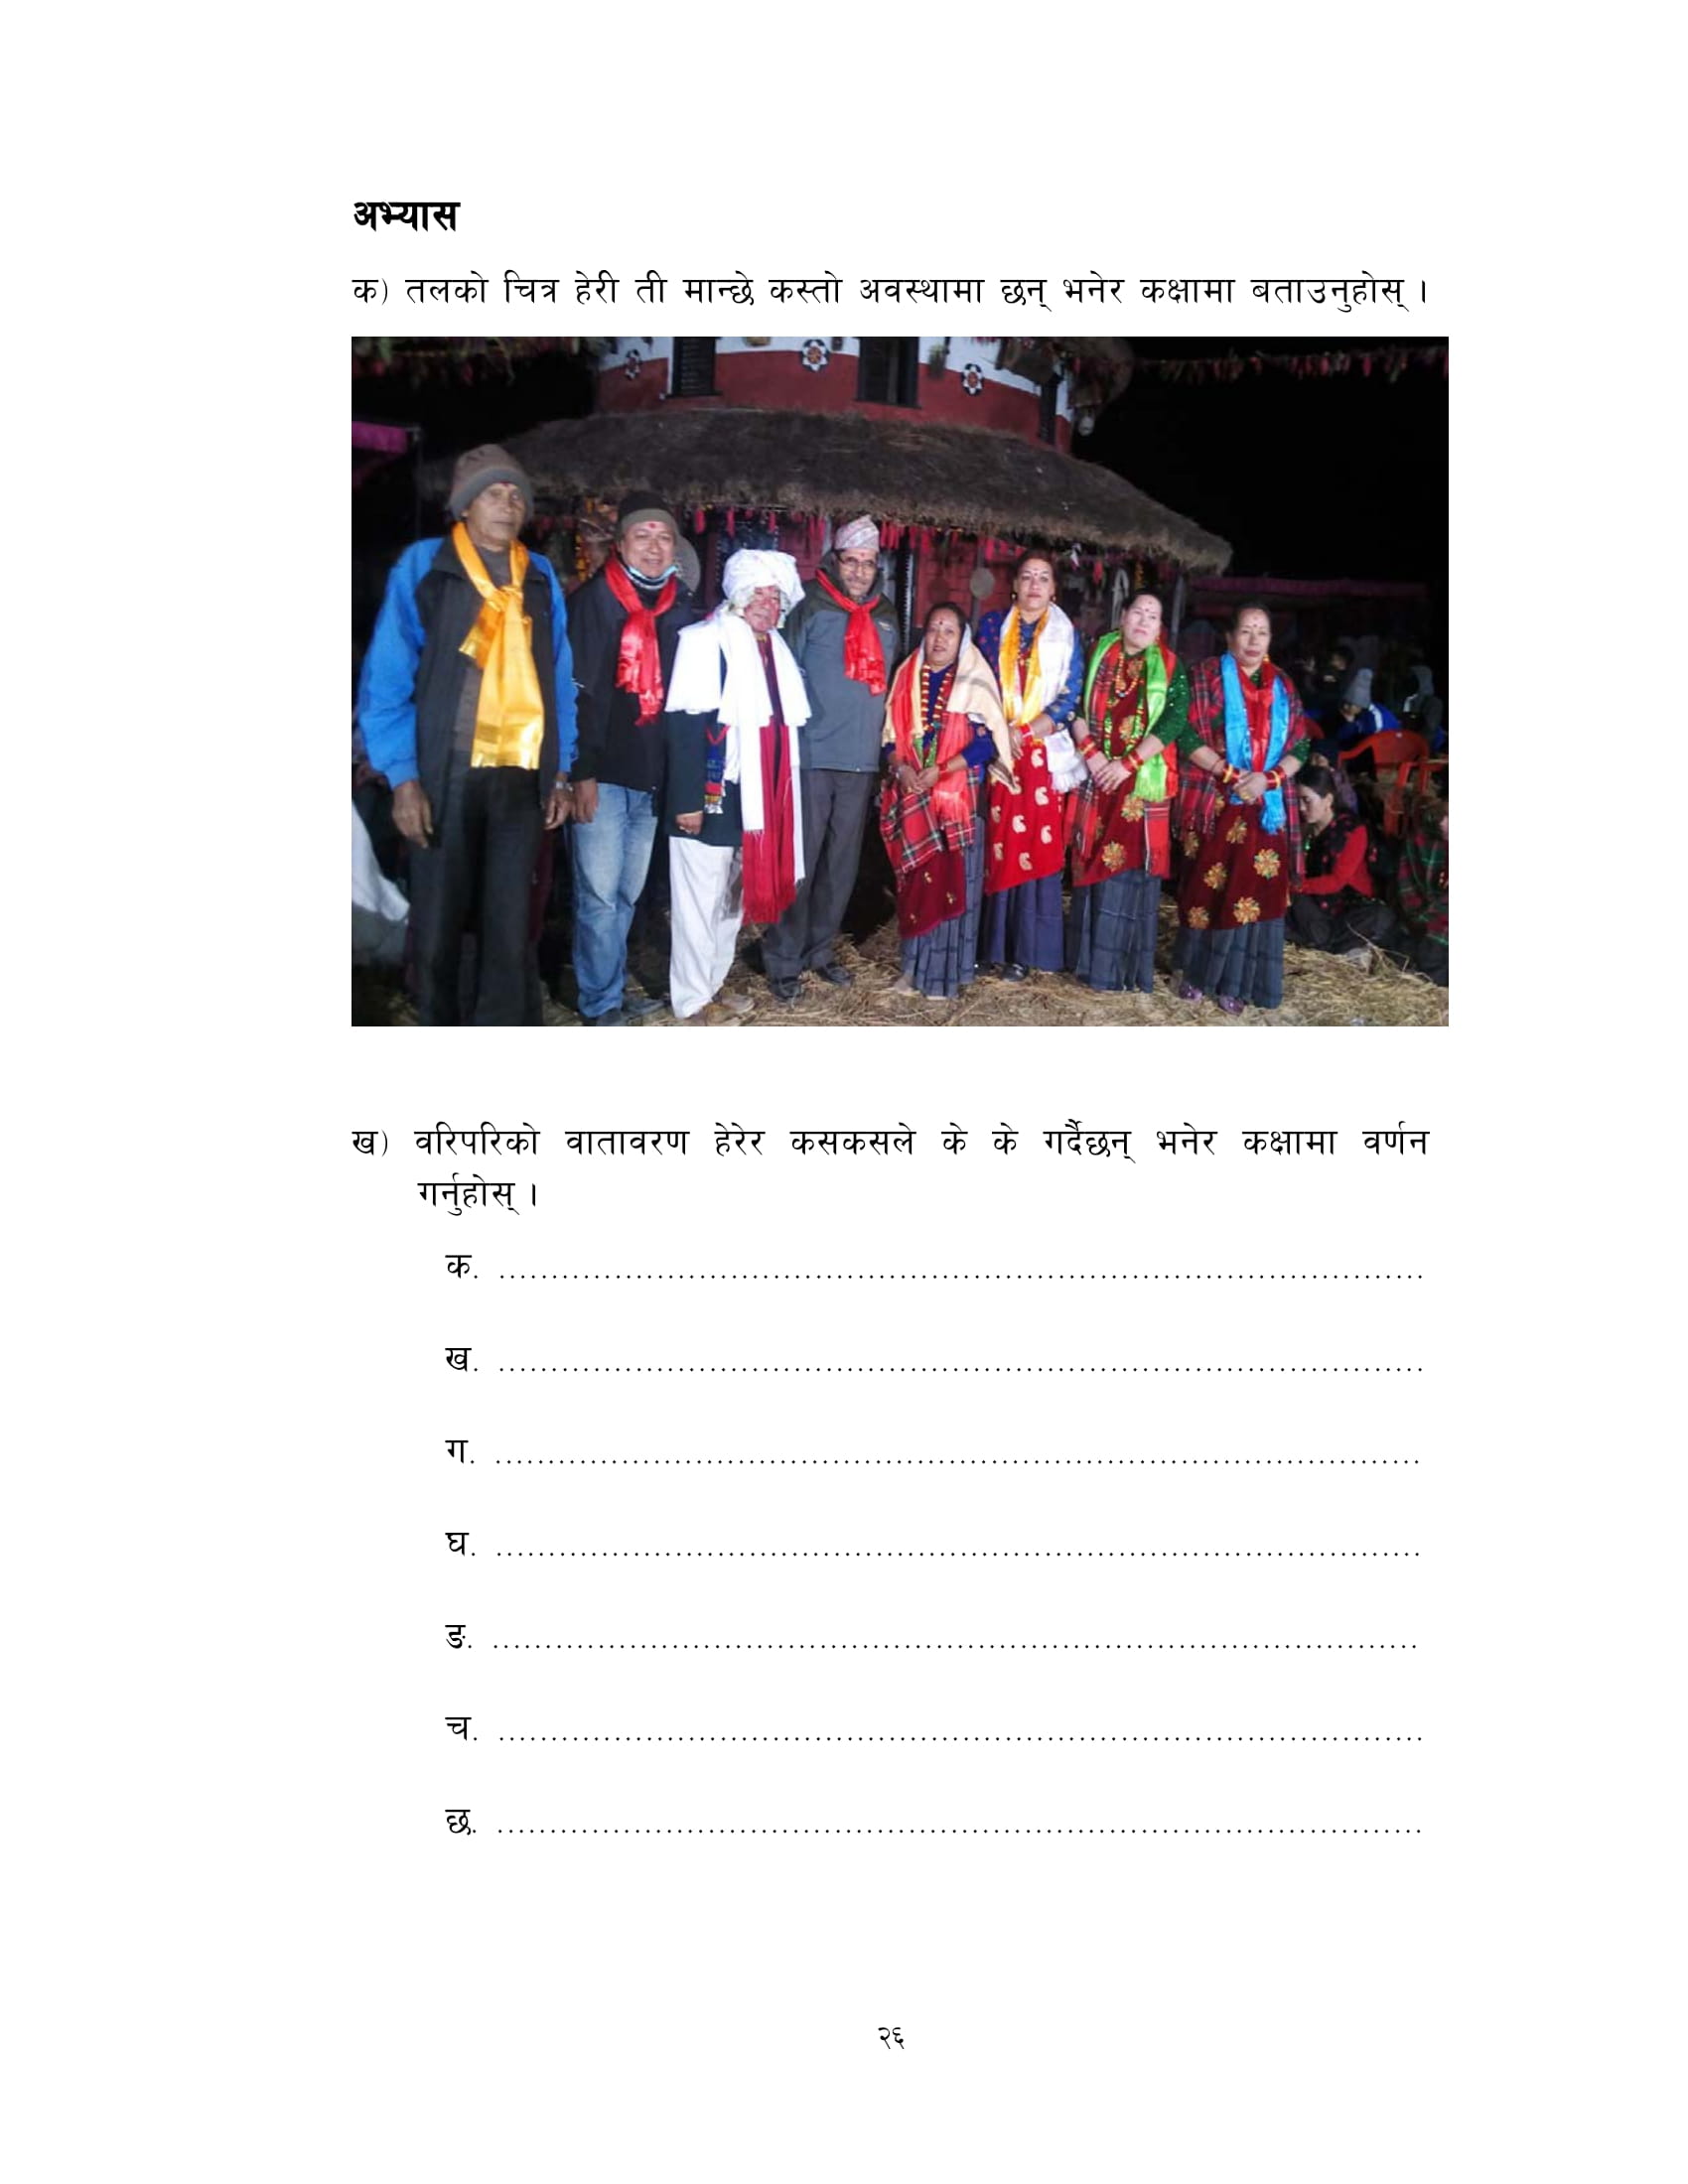 अभ्यास
क) तलको चित्र हेरी ती मान्छे कस्तो अवस्थामा छन् भनेर कक्षामा बताउनुहोस् ।
ख) वरिपरिको वातावरण हेरेर कसकसले के के गर्दैछन् भनेर कक्षामा वर्णन
गर्नुहोस् ।
क. ........................................................................................
ख. ........................................................................................
ग. ........................................................................................
घ. ........................................................................................
ङ. ........................................................................................
च. ........................................................................................
छ. ........................................................................................
२६